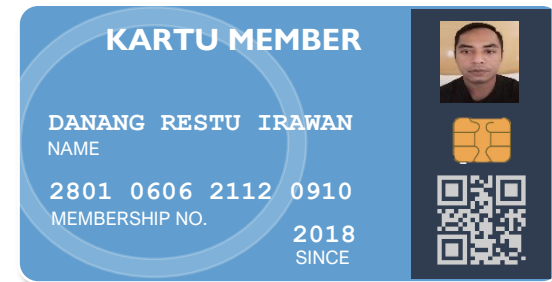 KARTU MEMBER
DANANG RESTU IRAWAN
NAME
2801 0606 2112 0910
MEMBERSHIP NO.
2018
SINCE